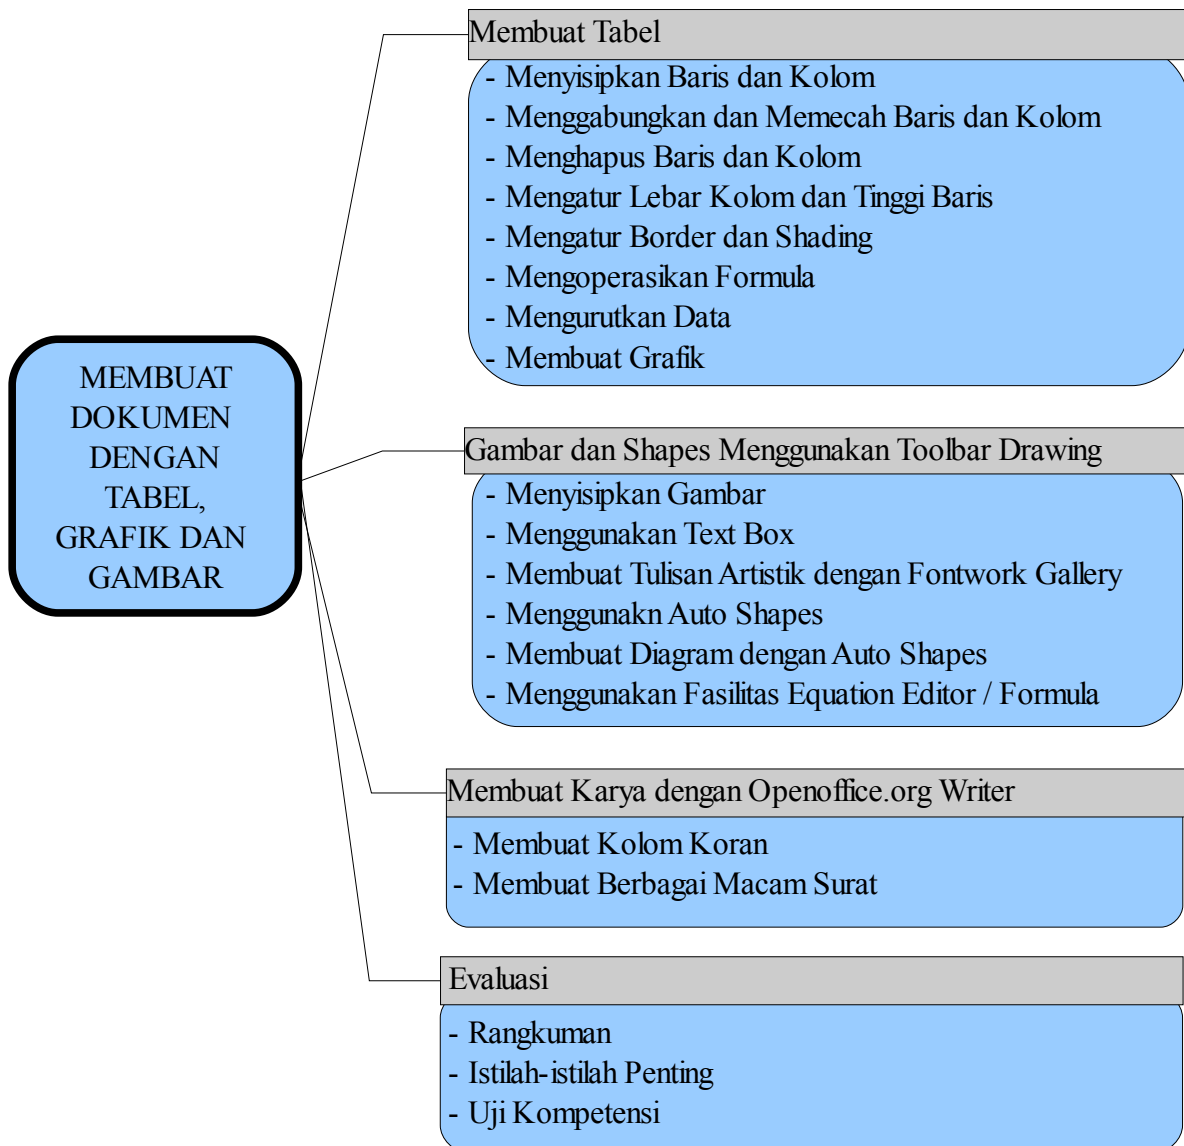 Membuat Tabel
- Menyisipkan Baris dan Kolom
- Menggabungkan dan Memecah Baris dan Kolom
- Menghapus Baris dan Kolom
- Mengatur Lebar Kolom dan Tinggi Baris
- Mengatur Border dan Shading
- Mengoperasikan Formula
- Mengurutkan Data
- Membuat Grafik
MEMBUAT
DOKUMEN
DENGAN
TABEL,
GRAFIK DAN
GAMBAR
Gambar dan Shapes Menggunakan Toolbar Drawing
- Menyisipkan Gambar
- Menggunakan Text Box
- Membuat Tulisan Artistik dengan Fontwork Gallery
- Menggunakn Auto Shapes
- Membuat Diagram dengan Auto Shapes
- Menggunakan Fasilitas Equation Editor / Formula
Membuat Karya dengan Openoffice.org Writer
- Membuat Kolom Koran
- Membuat Berbagai Macam Surat
Evaluasi
- Rangkuman
- Istilah-istilah Penting
- Uji Kompetensi